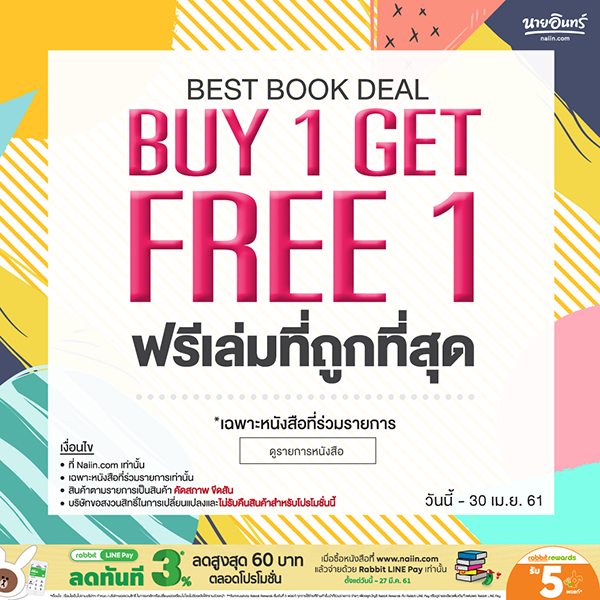 นายอินทร์
naiin.com
BEST BOOK DEAL
BUY 1 GET
FREE 1
ฟรีเล่มที่ถูกที่สุด
*เฉพาะหนังสือที่ร่วมรายการ
ดูรายการหนังสือ
เงื่อนไข
• ที่ Naiin.com เท่านั้น
• เฉพาะหนังสือที่ร่วมรายการเท่านั้น
• สินค้าตามรายการเป็นสินค้า คัดสภาพ ขีดสัน
• บริษัทขอสงวนสิทธิ์ในการเปลี่ยนแปลงและไม่รับคืนสินค้าสำหรับโปรโมชั่นนี้
วันนี้ - 30 เม.ย. 61
rabbit LINE Pay
ลดทันที 3%
ลดสูงสุด 60 บาท
ตลอดโปรโมชั่น
เมื่อซื้อหนังสือที่ www.naiin.com
แล้วจ่ายด้วย Rabbit LINE Pay เท่านั้น
ตั้งแต่วันนี้ - 27 มี.ค. 61
rabbit rewards
รับ 5